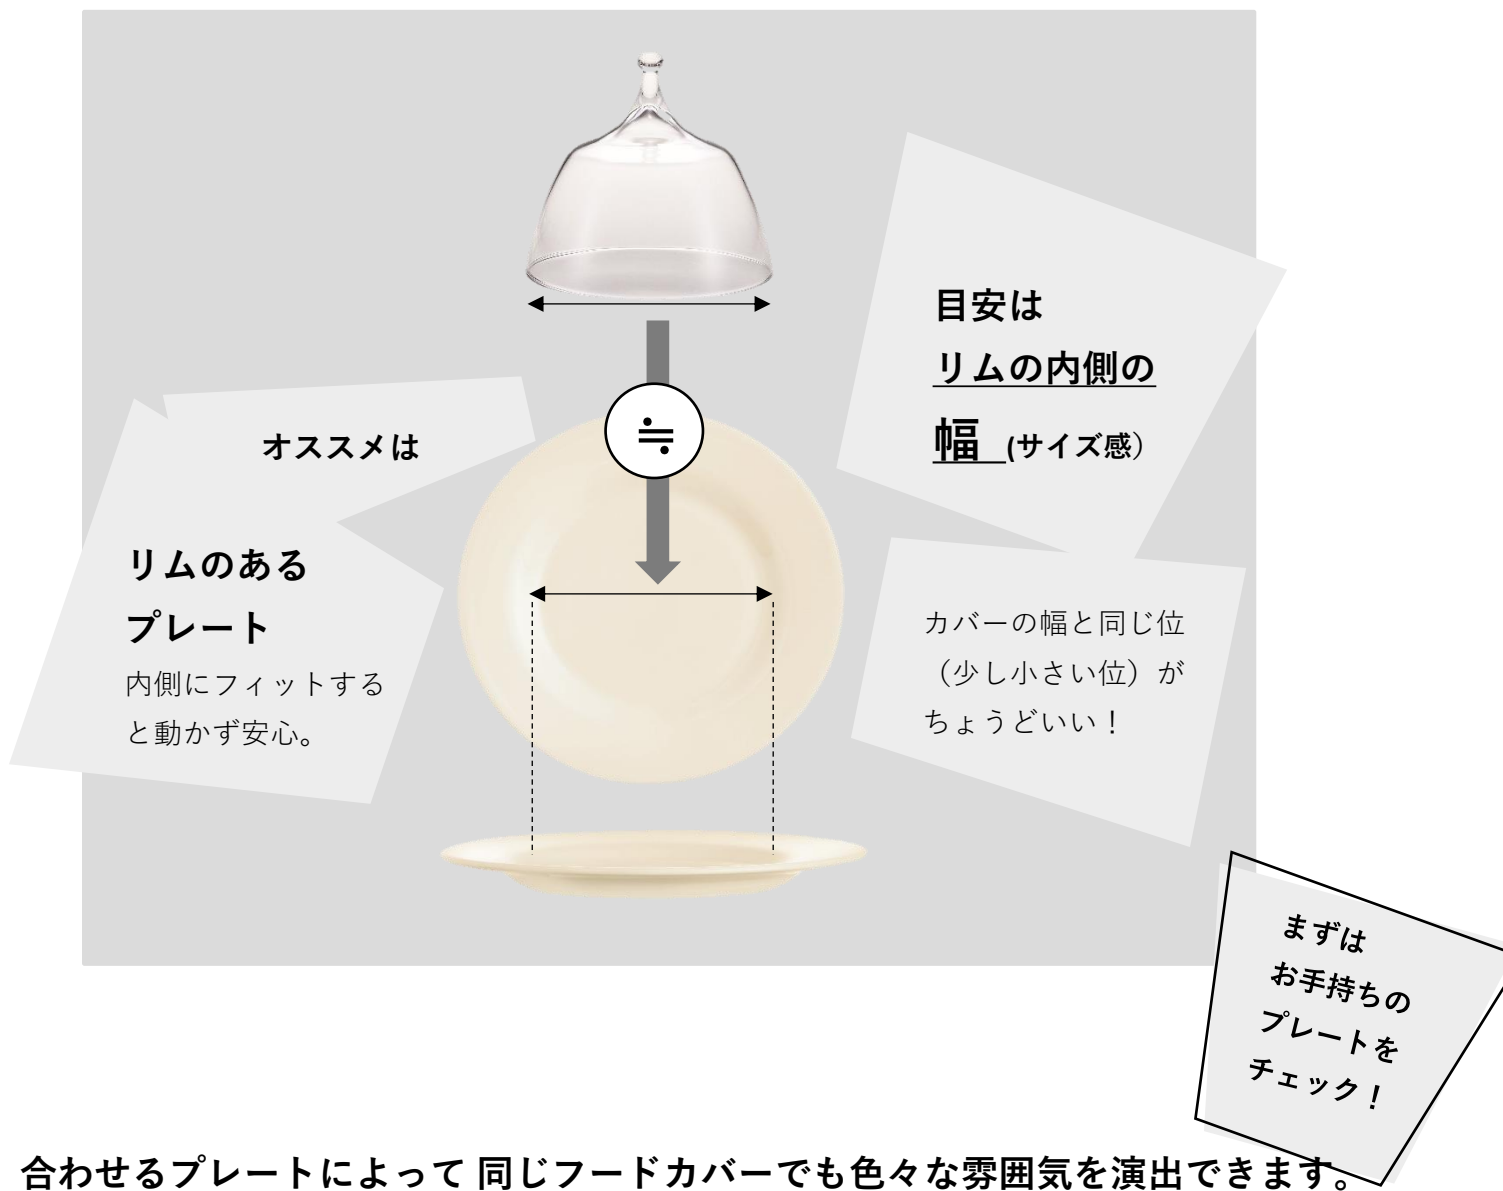 目安は
リムの内側の
幅 (サイズ感）
≒
オススメは
リムのある
プレート
内側にフィットする
と動かず安心。
カバーの幅と同じ位
（少し小さい位）が
ちょうどいい！
まずは
お手持ちの
プレートを
チェック！
合わせるプレートによって 同じフードカバーでも色々な雰囲気を演出できます。